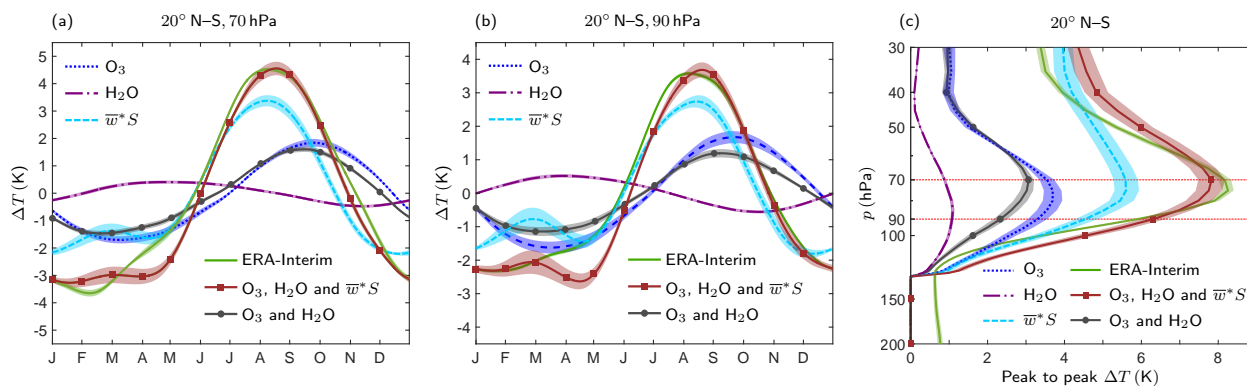 (a) 20° N–S, 70 hPa
5
4
3
2
1
0
-1
-2
-3
-4
-5
ΔT (K)
O₃
H₂O
w̅*S
ERA-Interim
O₃, H₂O and w̅*S
O₃ and H₂O
J F M A M J J A S O N D
(b) 20° N–S, 90 hPa
4
3
2
1
0
-1
-2
-3
-4
ΔT (K)
O₃
H₂O
w̅*S
ERA-Interim
O₃, H₂O and w̅*S
O₃ and H₂O
J F M A M J J A S O N D
(c) 20° N–S
30
40
50
70
90
100
150
200
p (hPa)
O₃ ERA-Interim
H₂O O₃, H₂O and w̅*S
w̅*S O₃ and H₂O
0 2 4 6 8
Peak to peak ΔT (K)